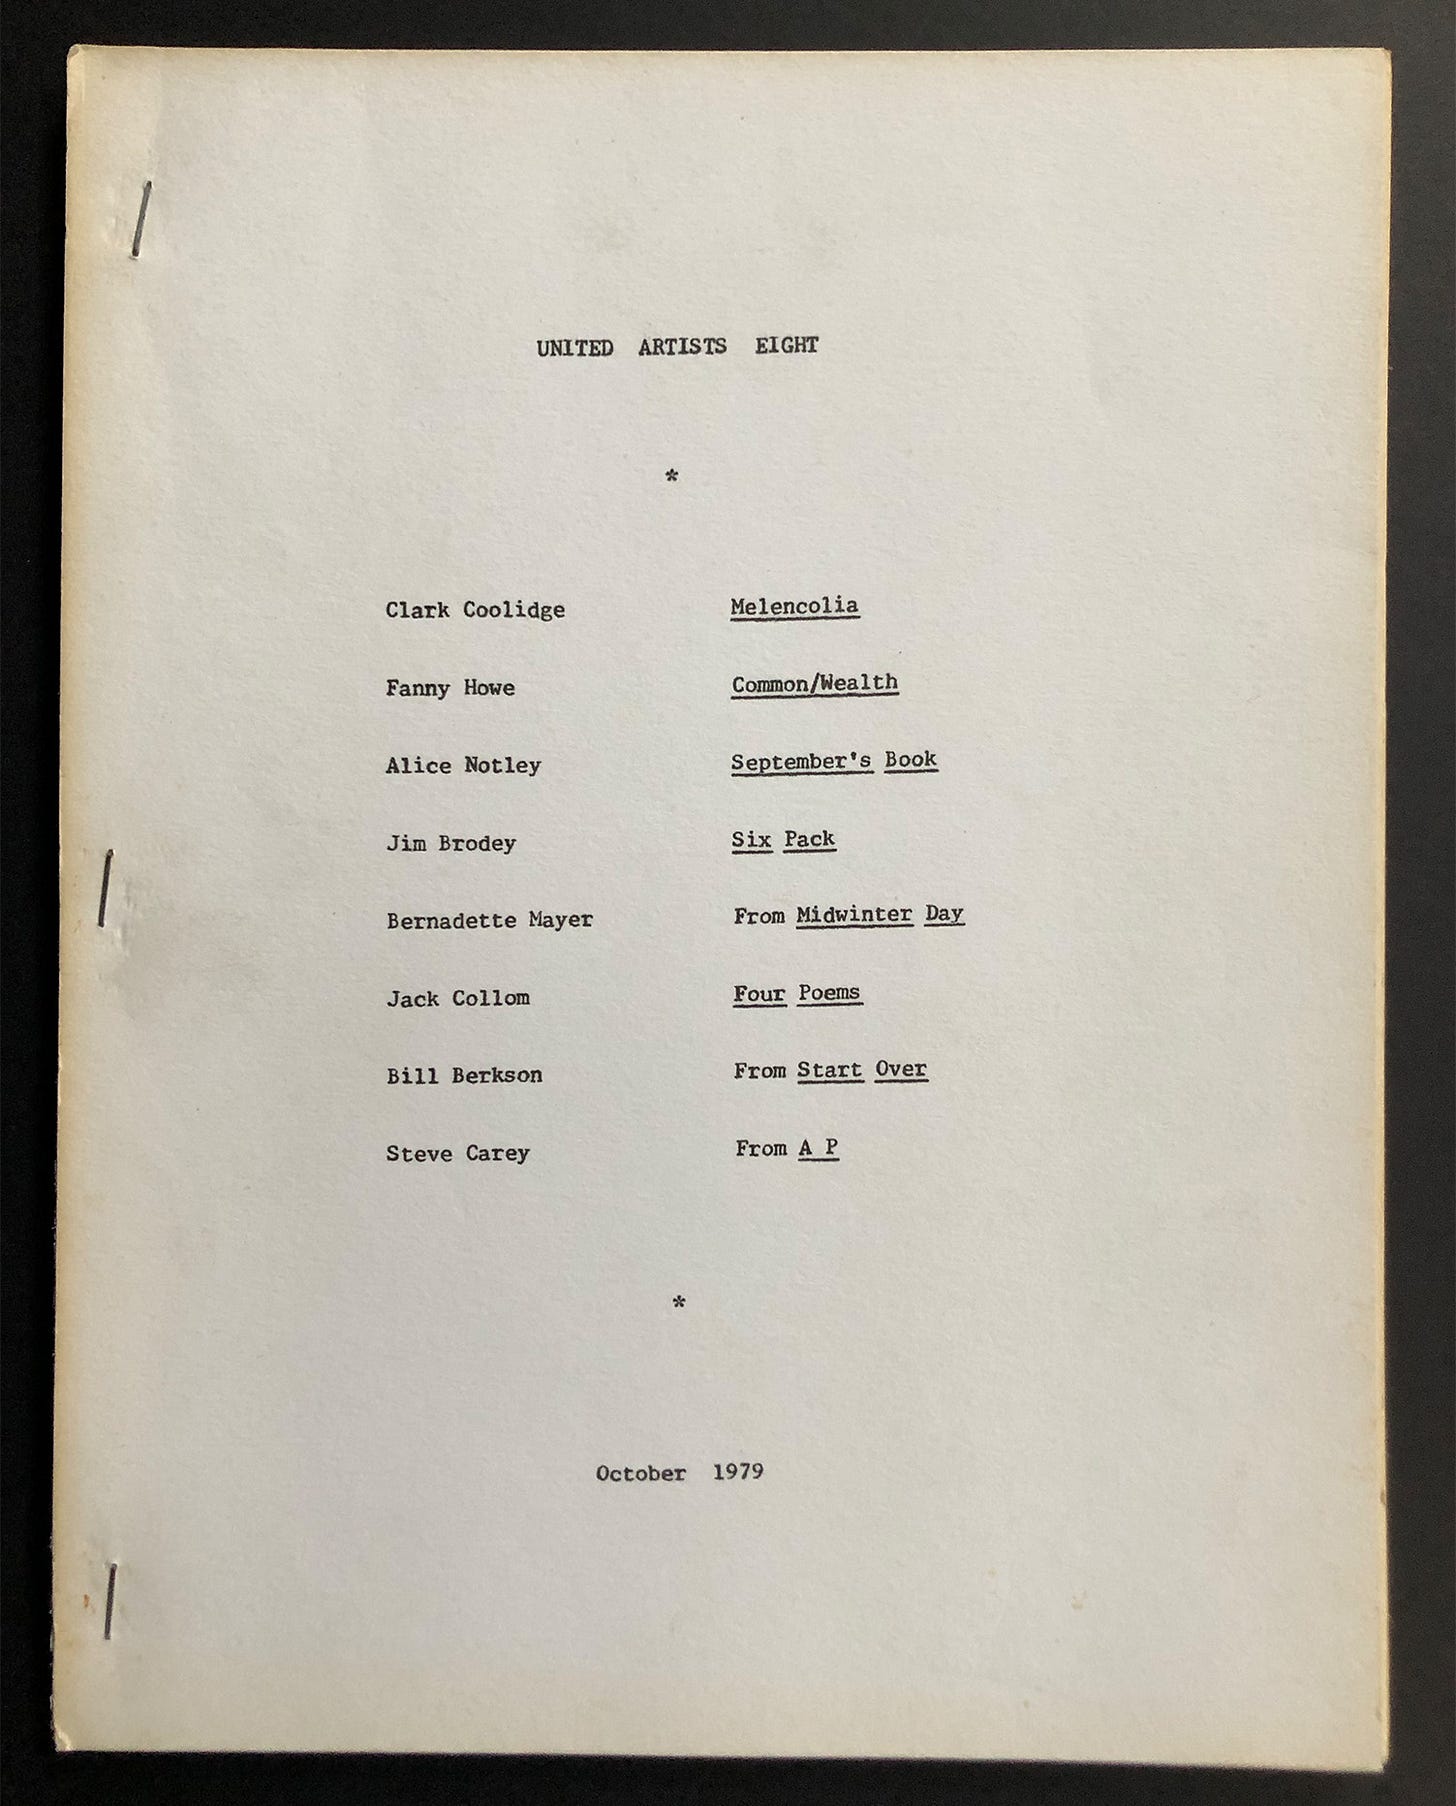 UNITED ARTISTS EIGHT
*
Clark Coolidge Melencolia
Fanny Howe Common/Wealth
Alice Notley September's Book
Jim Brodey Six Pack
Bernadette Mayer From Midwinter Day
Jack Collom Four Poems
Bill Berkson From Start Over
Steve Carey From A P
*
October 1979